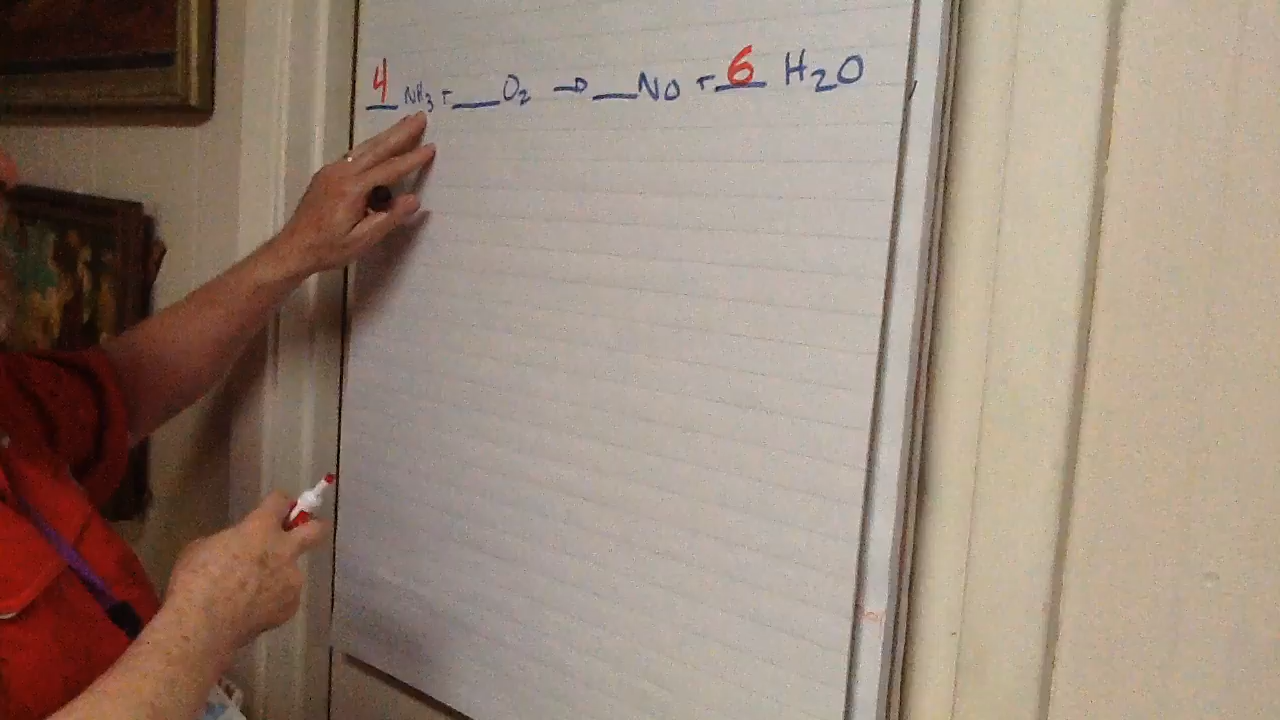 4 NH3 + __ O2 → __ No + 6 H2O